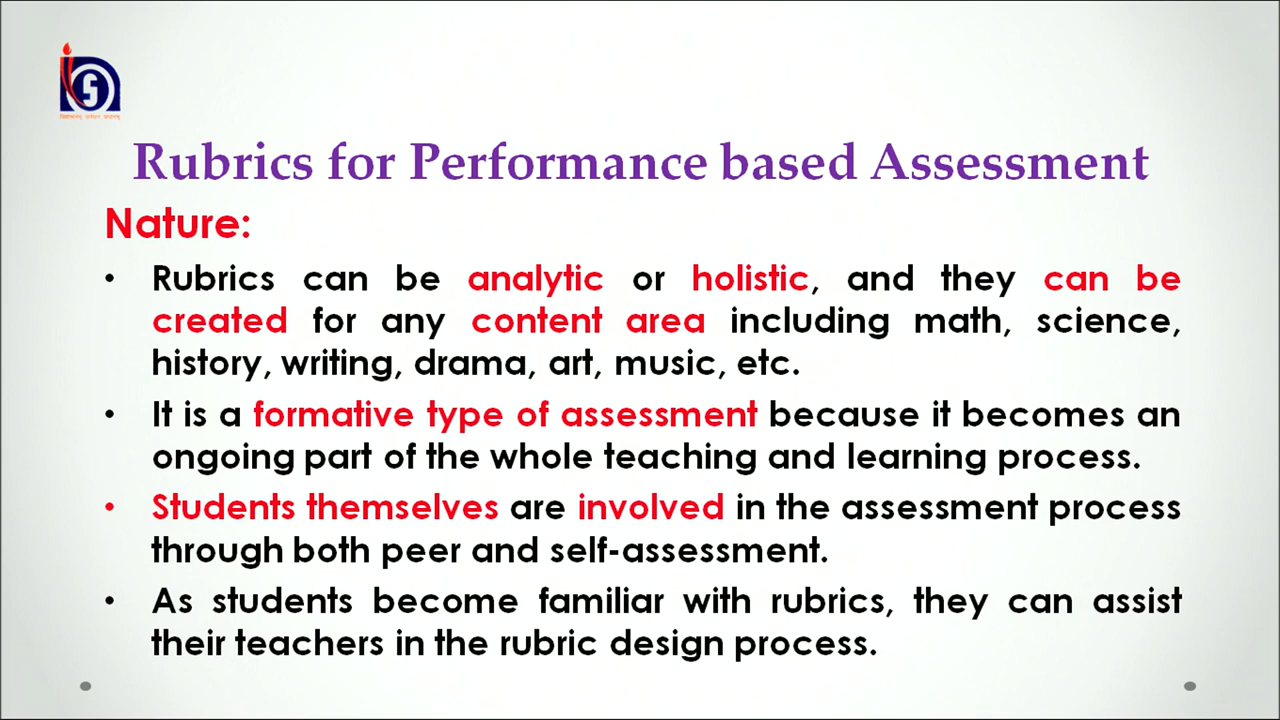 Rubrics for Performance based Assessment
Nature:
• Rubrics can be analytic or holistic, and they can be
created for any content area including math, science,
history, writing, drama, art, music, etc.
• It is a formative type of assessment because it becomes an
ongoing part of the whole teaching and learning process.
• Students themselves are involved in the assessment process
through both peer and self-assessment.
• As students become familiar with rubrics, they can assist
their teachers in the rubric design process.